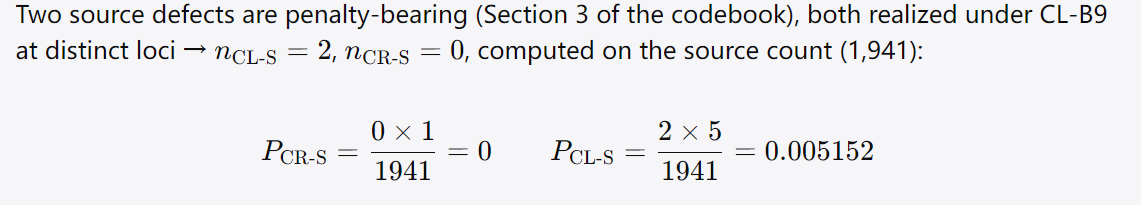 Two source defects are penalty-bearing (Section 3 of the codebook), both realized under CL-B9
at distinct loci → n_CL-S = 2, n_CR-S = 0, computed on the source count (1,941):
P_CR-S = (0 × 1)/1941 = 0    P_CL-S = (2 × 5)/1941 = 0.005152